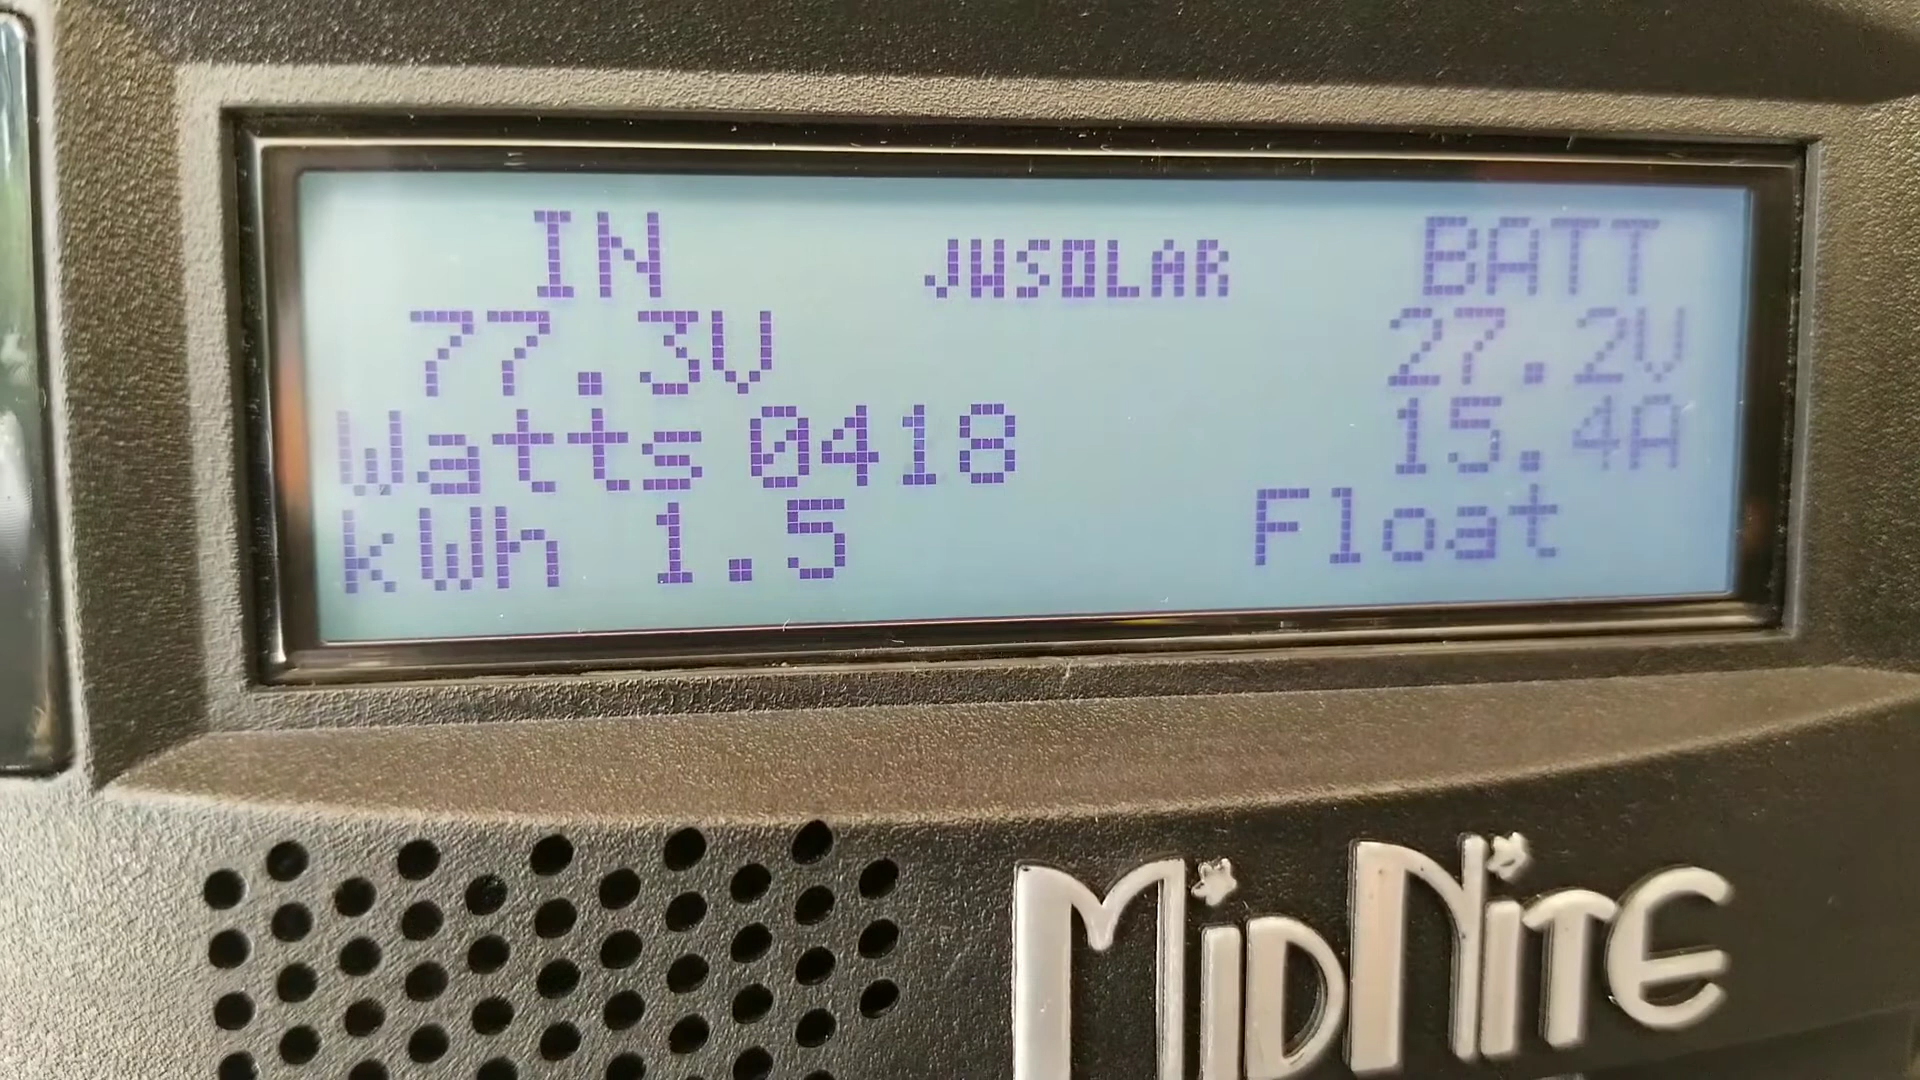 IN JWSOLAR BATT
77.3V 27.2V
Watts 0418 15.4A
kWh 1.5 Float
MIDNITE